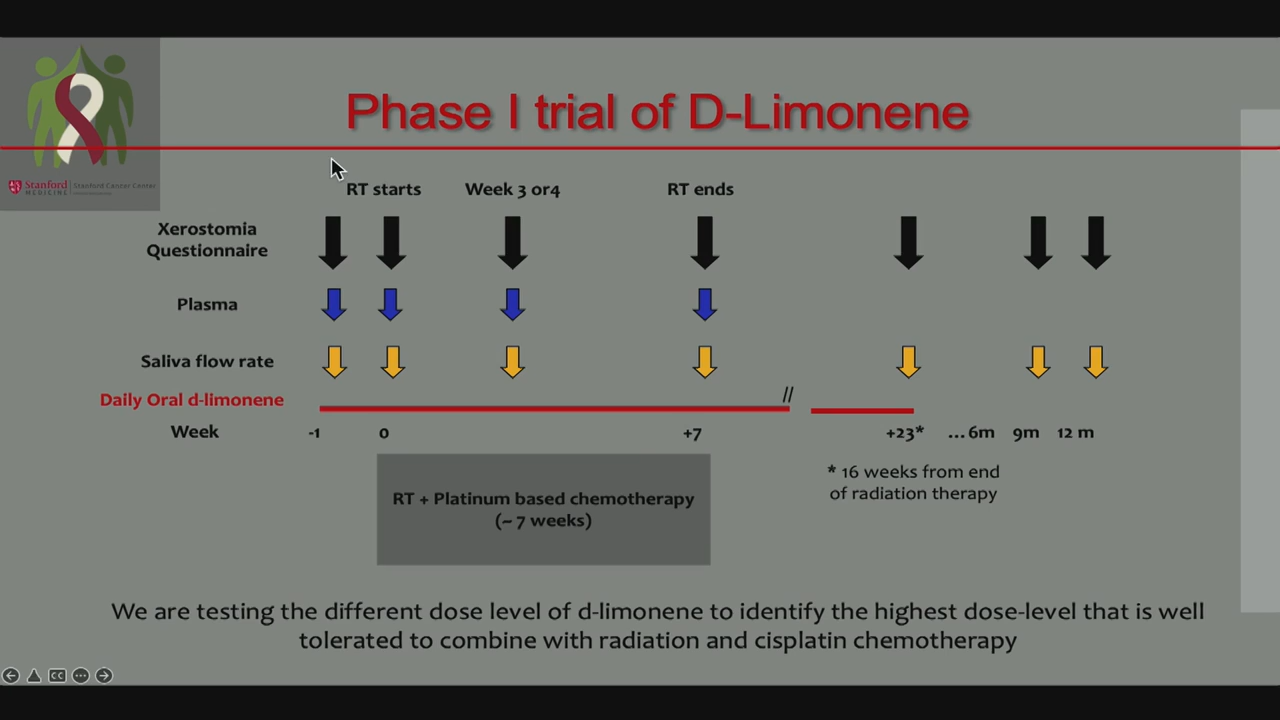 Phase I trial of D-Limonene
Stanford | Stanford Cancer Center
MEDICINE
RT starts Week 3 or4 RT ends
Xerostomia
Questionnaire
Plasma
Saliva flow rate
//
Daily Oral d-limonene
Week -1 0 +7 +23* ...6m 9m 12 m
* 16 weeks from end
of radiation therapy
RT + Platinum based chemotherapy
(~ 7 weeks)
We are testing the different dose level of d-limonene to identify the highest dose-level that is well
tolerated to combine with radiation and cisplatin chemotherapy
CC